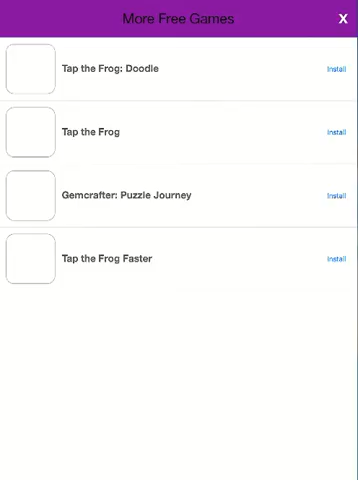 More Free Games
X
Tap the Frog: Doodle
Install
Tap the Frog
Install
Gemcrafter: Puzzle Journey
Install
Tap the Frog Faster
Install